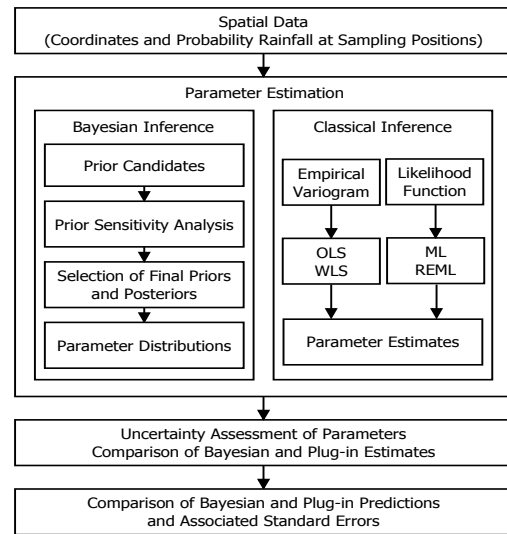 Spatial Data
(Coordinates and Probability Rainfall at Sampling Positions)
Parameter Estimation
Bayesian Inference
Prior Candidates
Prior Sensitivity Analysis
Selection of Final Priors
and Posteriors
Parameter Distributions
Classical Inference
Empirical
Variogram
Likelihood
Function
OLS
WLS
ML
REML
Parameter Estimates
Uncertainty Assessment of Parameters
Comparison of Bayesian and Plug-in Estimates
Comparison of Bayesian and Plug-in Predictions
and Associated Standard Errors